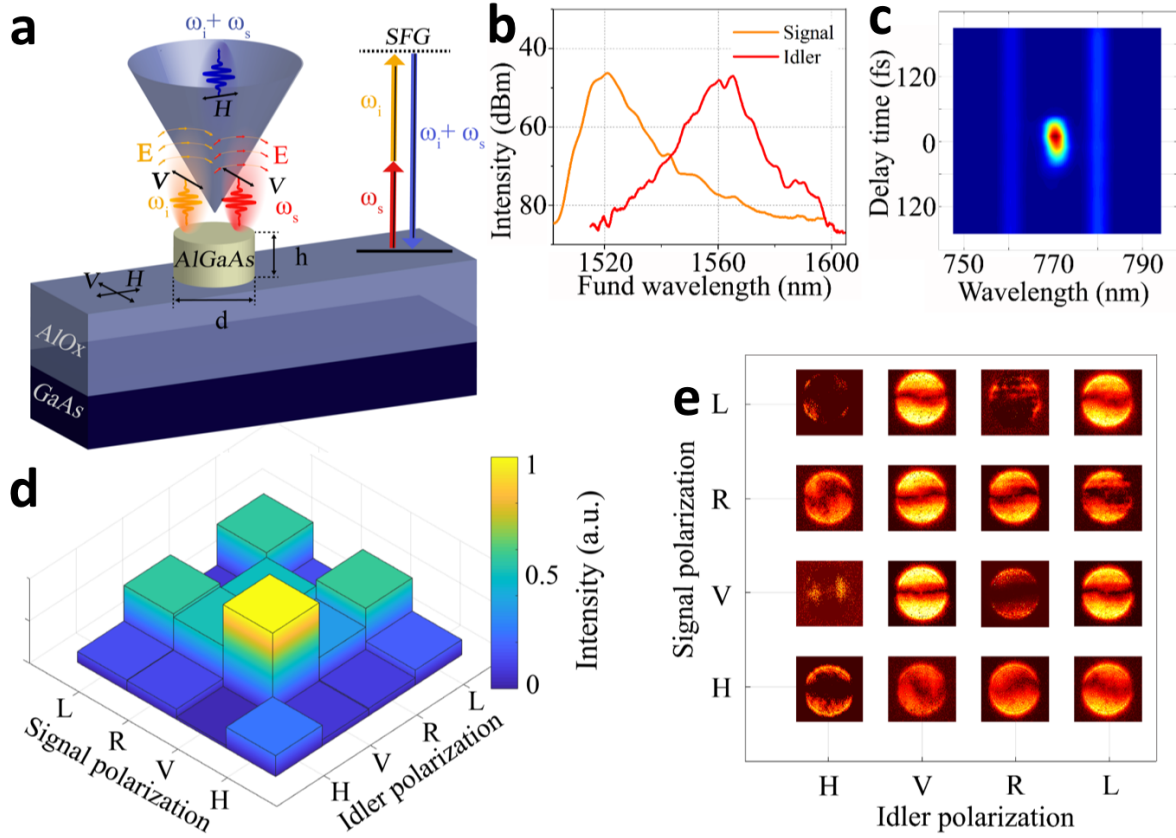 a
ωi + ωs
SFG
H
ωi
ωi + ωs
E
E
V
V
ωi
ωs
ωs
AlGaAs
h
V
H
d
AlOx
GaAs
b
Signal
Idler
40
60
80
Intensity (dBm)
1520
1560
1600
Fund wavelength (nm)
c
120
0
120
Delay time (fs)
750
770
790
Wavelength (nm)
d
1
0.5
0
Intensity (a.u.)
L
R
V
H
Signal polarization
L
R
V
H
Idler polarization
e
L
R
V
H
Signal polarization
H
V
R
L
Idler polarization